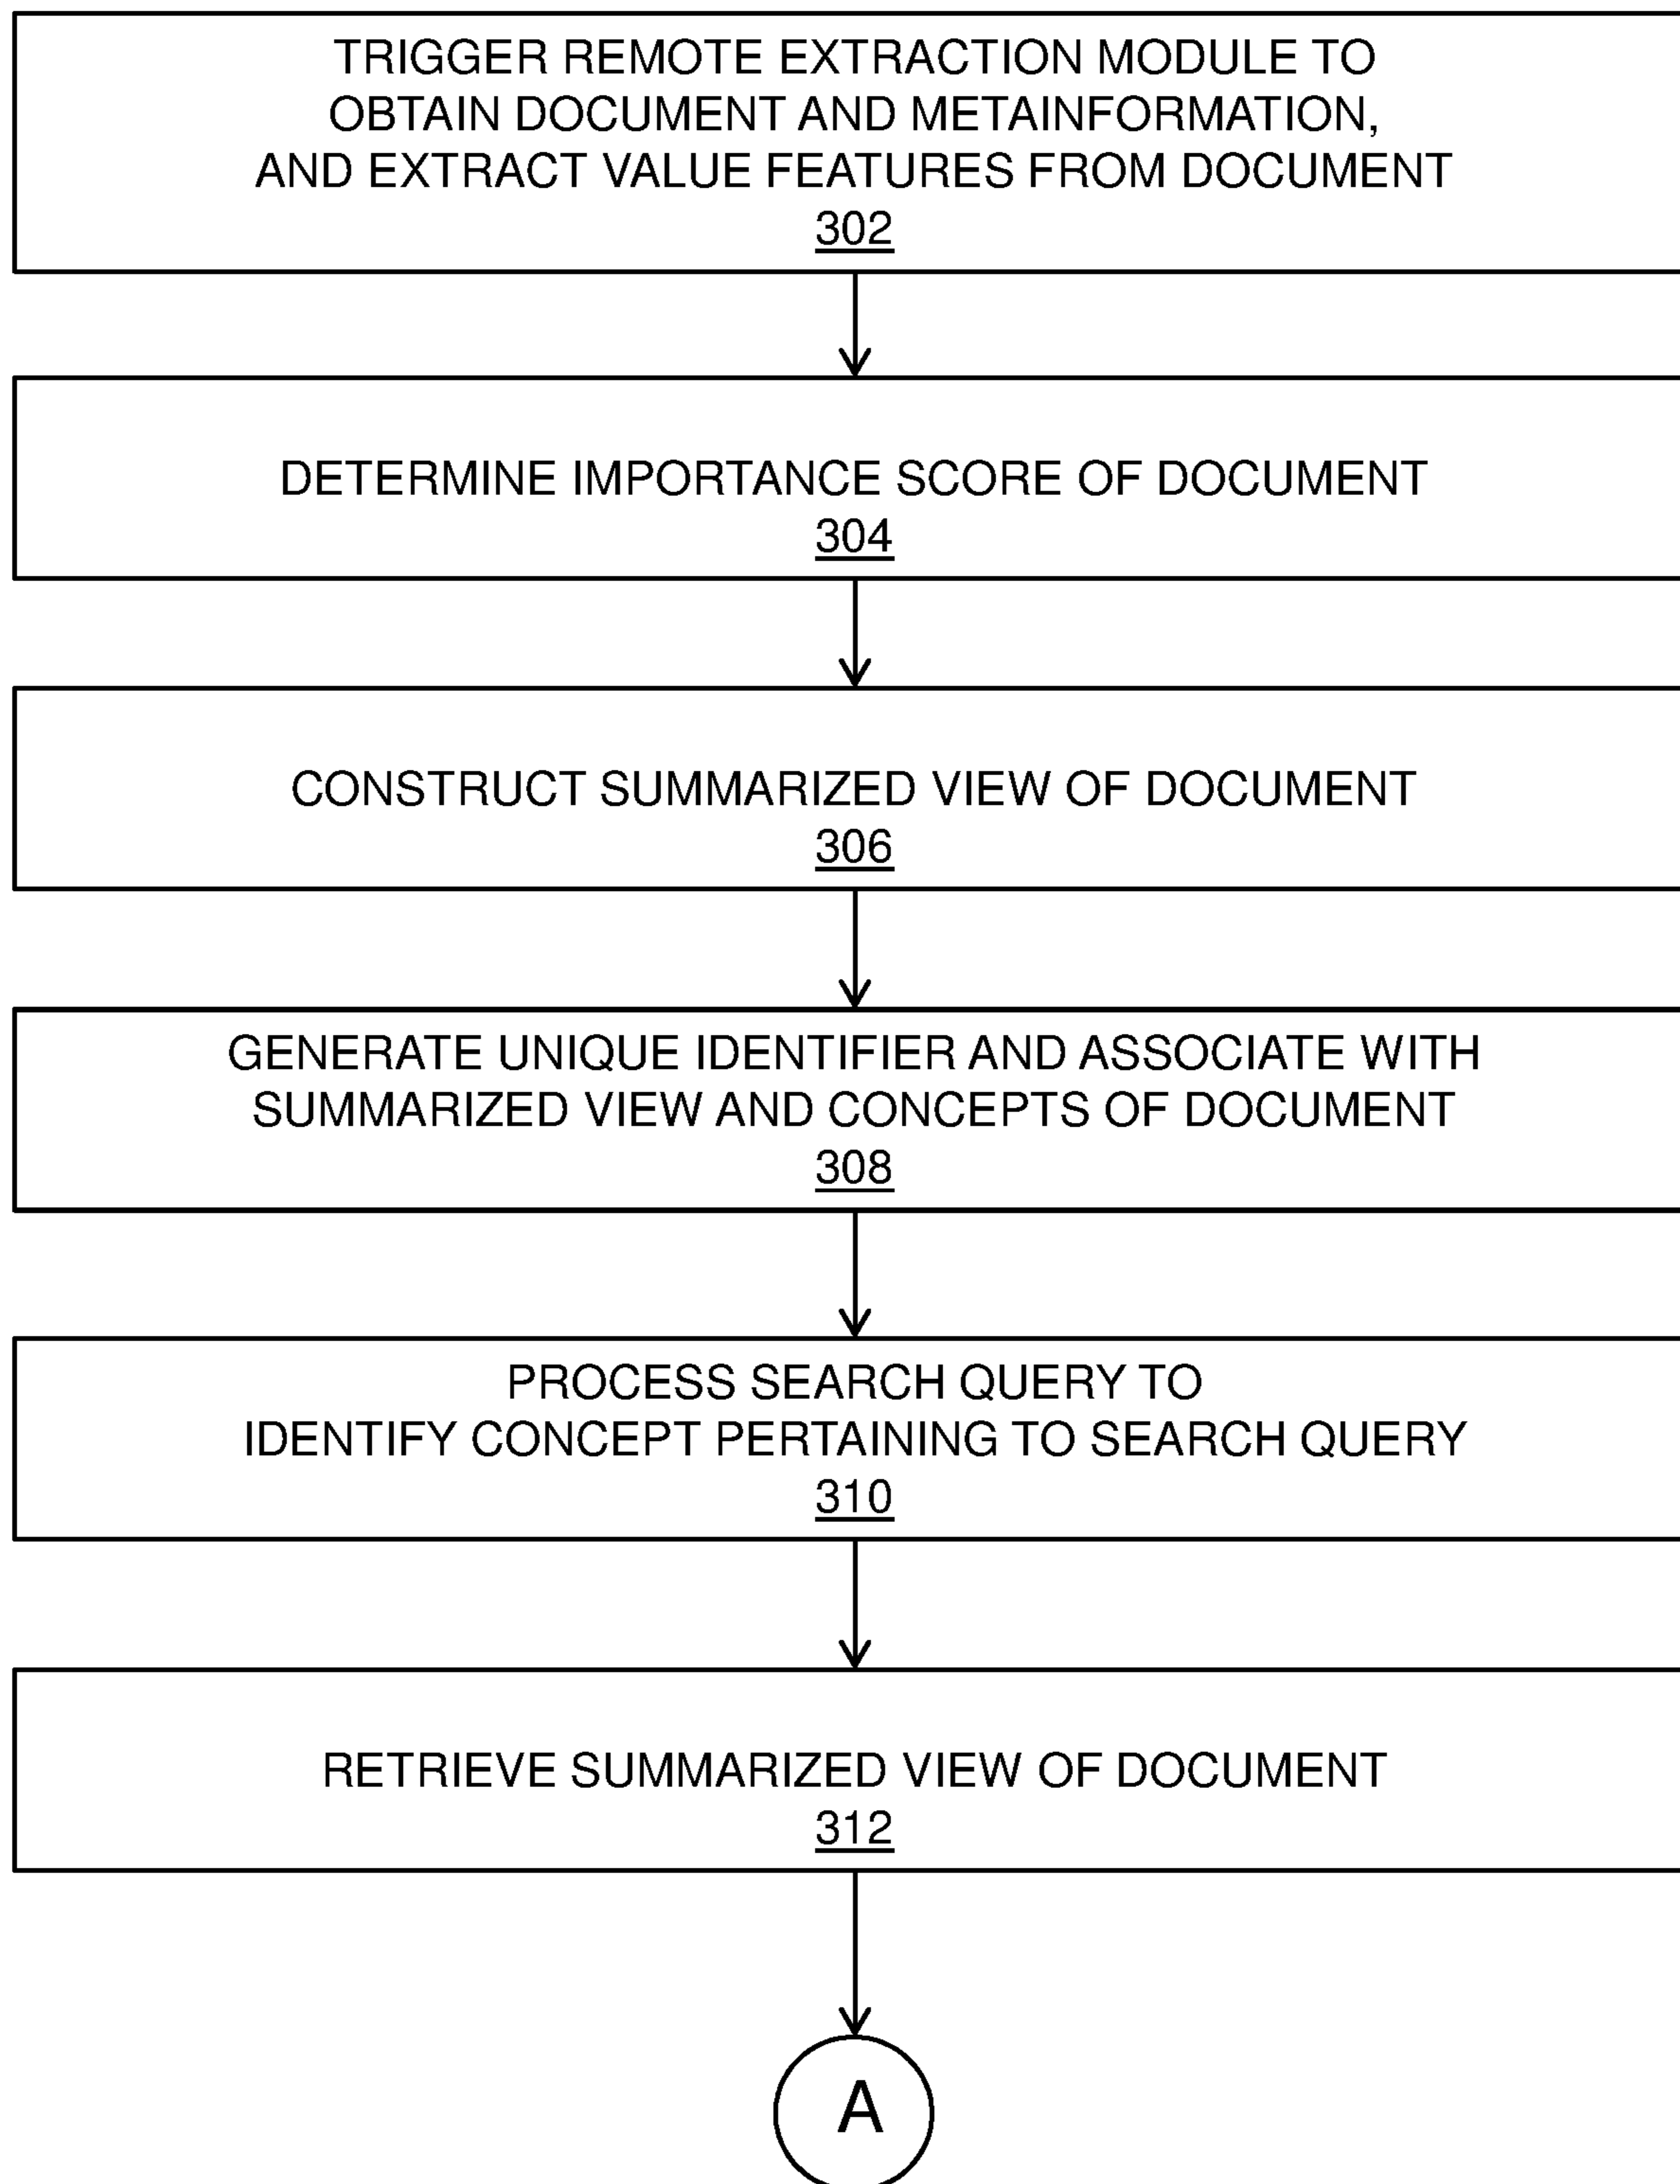 TRIGGER REMOTE EXTRACTION MODULE TO
OBTAIN DOCUMENT AND METAINFORMATION,
AND EXTRACT VALUE FEATURES FROM DOCUMENT
302
DETERMINE IMPORTANCE SCORE OF DOCUMENT
304
CONSTRUCT SUMMARIZED VIEW OF DOCUMENT
306
GENERATE UNIQUE IDENTIFIER AND ASSOCIATE WITH
SUMMARIZED VIEW AND CONCEPTS OF DOCUMENT
308
PROCESS SEARCH QUERY TO
IDENTIFY CONCEPT PERTAINING TO SEARCH QUERY
310
RETRIEVE SUMMARIZED VIEW OF DOCUMENT
312
A